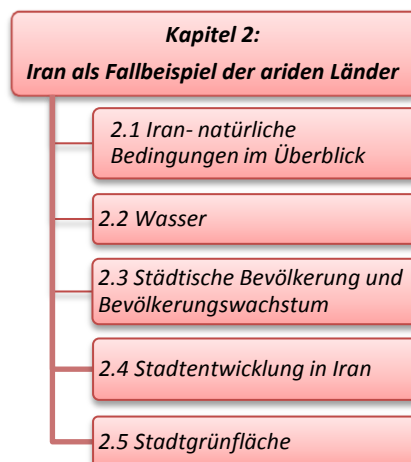 Kapitel 2:
Iran als Fallbeispiel der ariden Länder
2.1 Iran- natürliche
Bedingungen im Überblick
2.2 Wasser
2.3 Städtische Bevölkerung und
Bevölkerungswachstum
2.4 Stadtentwicklung in Iran
2.5 Stadtgrünfläche